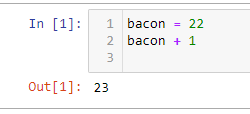 In [1]: 1 bacon = 22
2 bacon + 1
3
Out[1]: 23